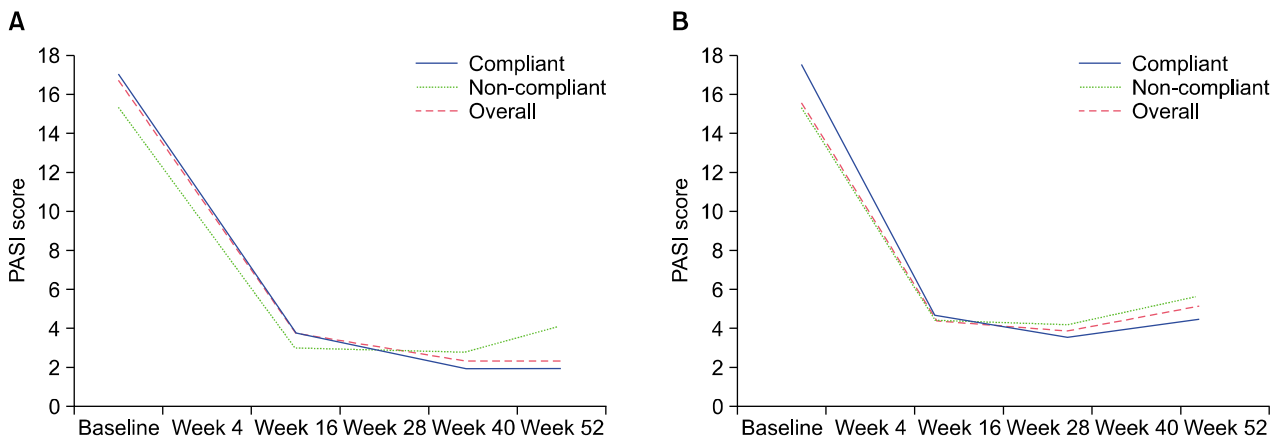 A
18
16
14
12
10
8
6
4
2
0
PASI score
Compliant
Non-compliant
Overall
Baseline Week 4 Week 16 Week 28 Week 40 Week 52
B
18
16
14
12
10
8
6
4
2
0
PASI score
Compliant
Non-compliant
Overall
Baseline Week 4 Week 16 Week 28 Week 40 Week 52